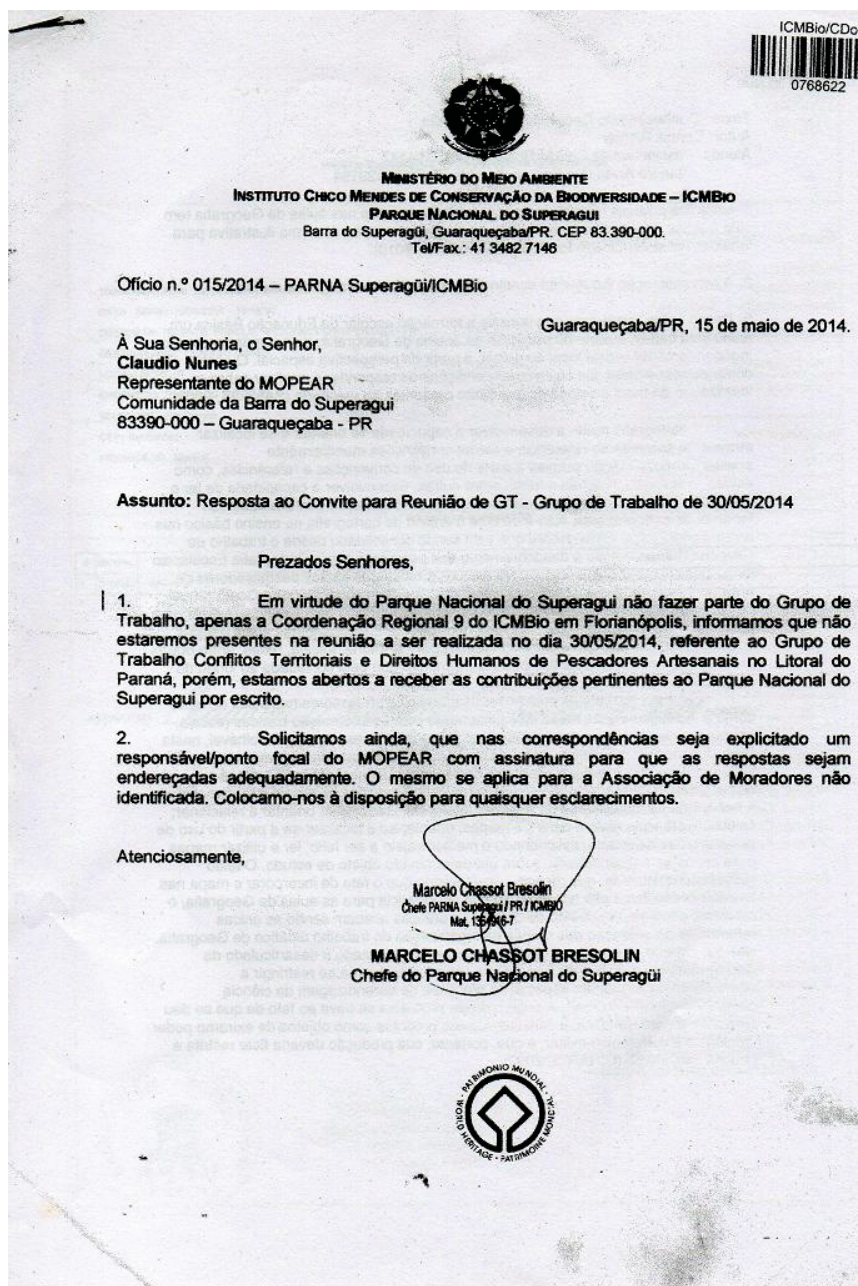 ICMBio/CDo
0768622
MINISTÉRIO DO MEIO AMBIENTE
INSTITUTO CHICO MENDES DE CONSERVAÇÃO DA BIODIVERSIDADE – ICMBIO
PARQUE NACIONAL DO SUPERAGUI
Barra do Superagüi, Guaraqueçaba/PR. CEP 83.390-000.
Tel/Fax.: 41 3482 7146
Ofício n.º 015/2014 – PARNA Superagüi/ICMBio
Guaraqueçaba/PR, 15 de maio de 2014.
À Sua Senhoria, o Senhor,
Claudio Nunes
Representante do MOPEAR
Comunidade da Barra do Superagui
83390-000 – Guaraqueçaba - PR
Assunto: Resposta ao Convite para Reunião de GT - Grupo de Trabalho de 30/05/2014
Prezados Senhores,
1. Em virtude do Parque Nacional do Superagui não fazer parte do Grupo de
Trabalho, apenas a Coordenação Regional 9 do ICMBio em Florianópolis, informamos que não
estaremos presentes na reunião a ser realizada no dia 30/05/2014, referente ao Grupo de
Trabalho Conflitos Territoriais e Direitos Humanos de Pescadores Artesanais no Litoral do
Paraná, porém, estamos abertos a receber as contribuições pertinentes ao Parque Nacional do
Superagui por escrito.
2. Solicitamos ainda, que nas correspondências seja explicitado um
responsável/ponto focal do MOPEAR com assinatura para que as respostas sejam
endereçadas adequadamente. O mesmo se aplica para a Associação de Moradores não
identificada. Colocamo-nos à disposição para quaisquer esclarecimentos.
Atenciosamente,
Marcelo Chassot Bresolin
Chefe PARNA Superagui / PR / ICMBIO
MARCELO CHASSOT BRESOLIN
Chefe do Parque Nacional do Superagüi
PATRIMONIO MUNDIAL • WORLD HERITAGE • PATRIMOINE MONDIAL